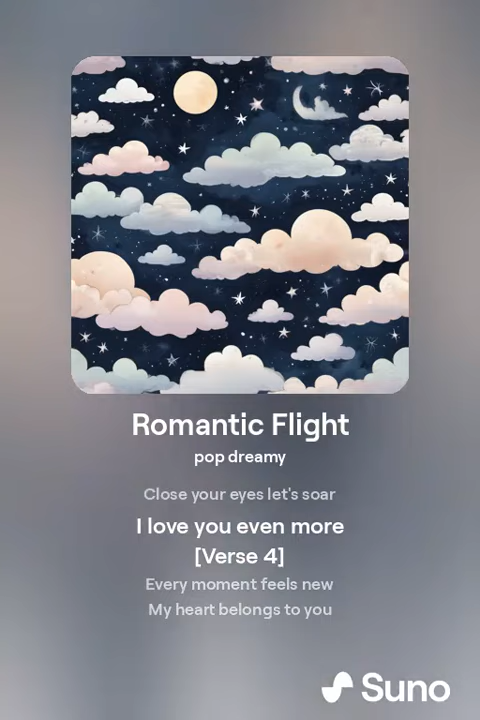 Romantic Flight
pop dreamy
Close your eyes let's soar
I love you even more
[Verse 4]
Every moment feels new
My heart belongs to you
Suno